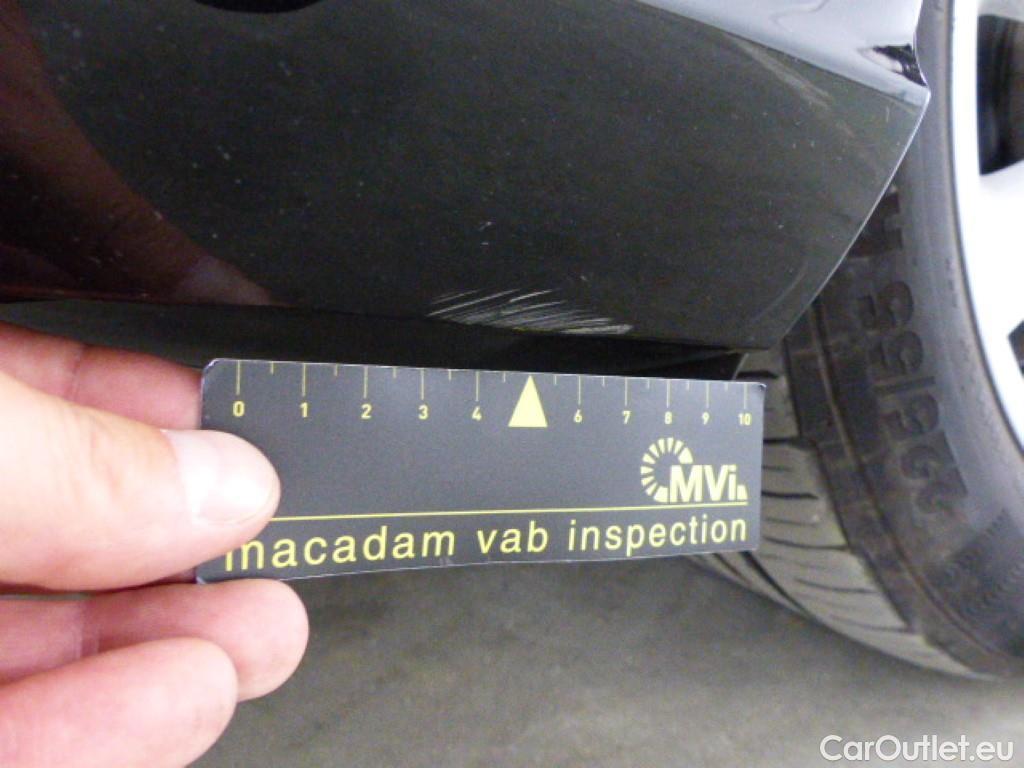 0 1 2 3 4 6 7 8 9 10
MVi
macadam vab inspection
CarOutlet.eu